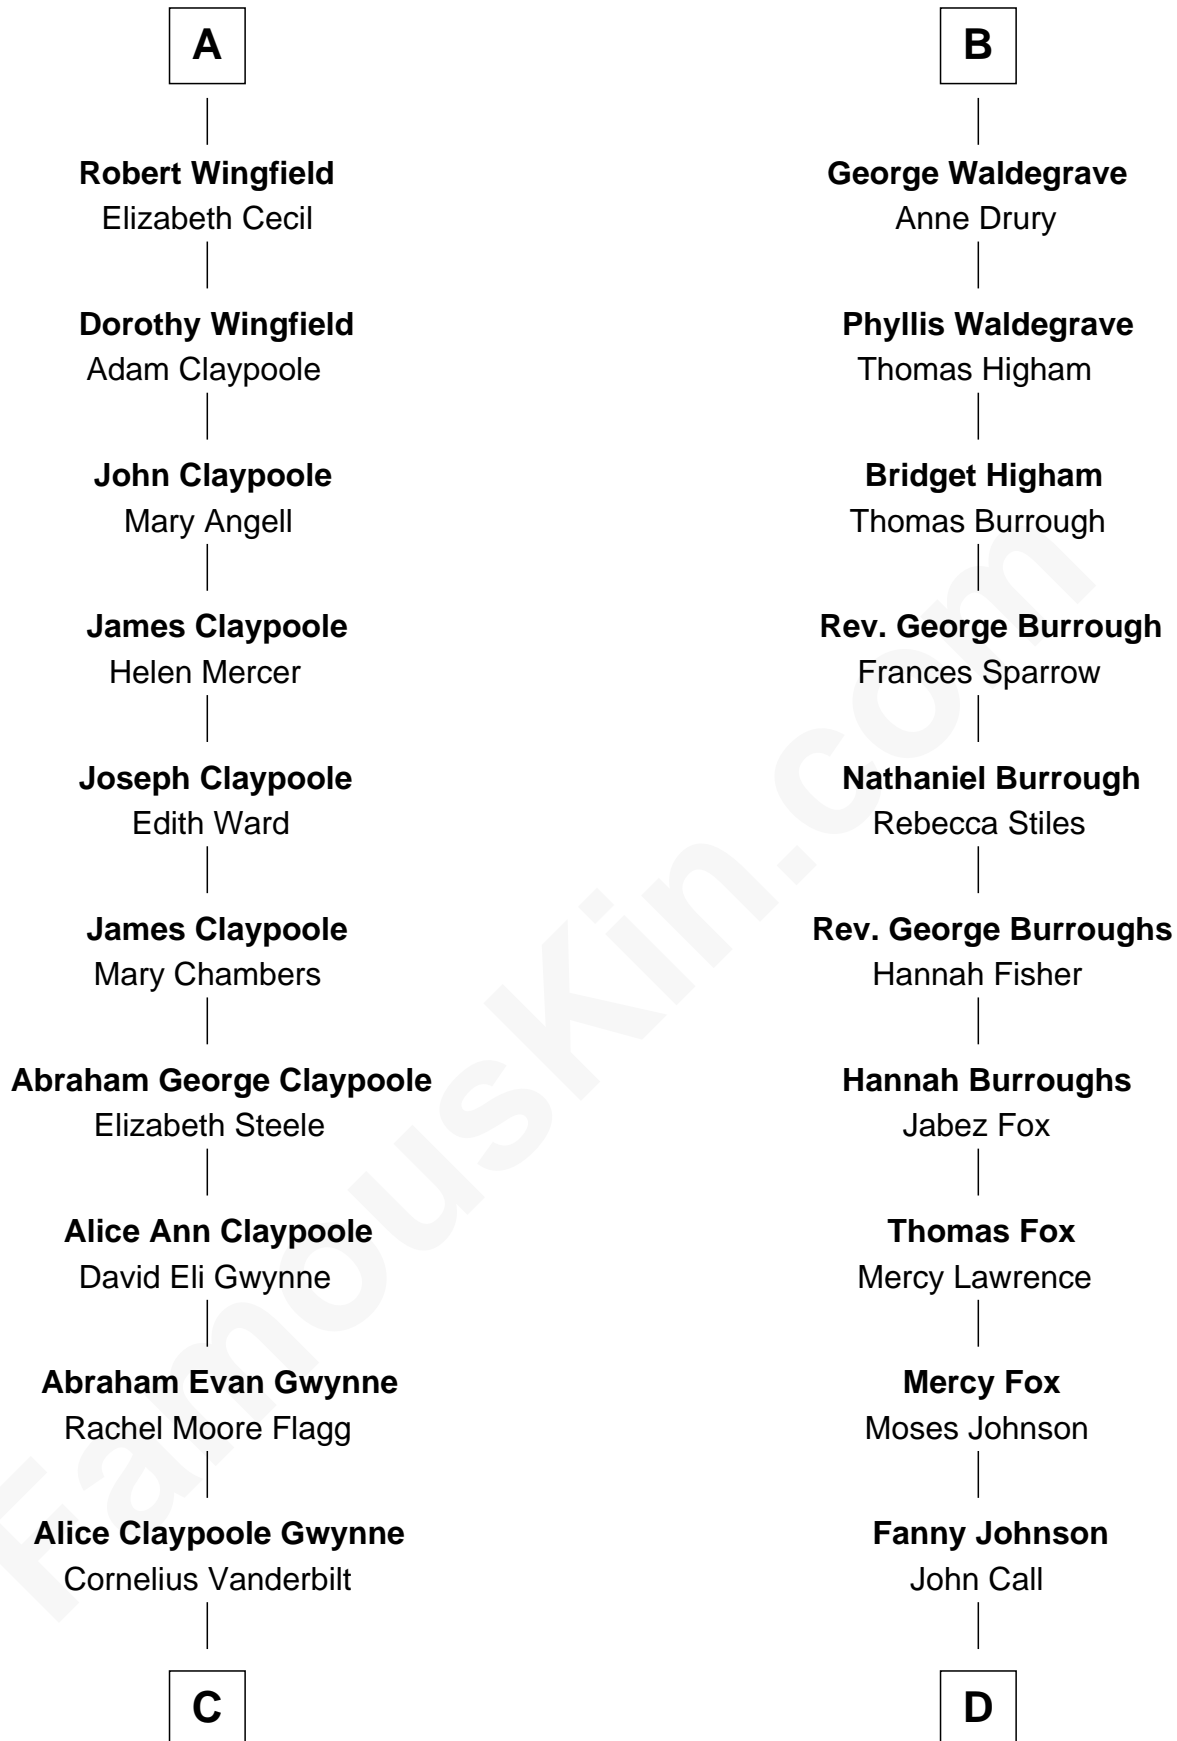 A
Robert Wingfield
Elizabeth Cecil
Dorothy Wingfield
Adam Claypoole
John Claypoole
Mary Angell
James Claypoole
Helen Mercer
Joseph Claypoole
Edith Ward
James Claypoole
Mary Chambers
Abraham George Claypoole
Elizabeth Steele
Alice Ann Claypoole
David Eli Gwynne
Abraham Evan Gwynne
Rachel Moore Flagg
Alice Claypoole Gwynne
Cornelius Vanderbilt
C
B
George Waldegrave
Anne Drury
Phyllis Waldegrave
Thomas Higham
Bridget Higham
Thomas Burrough
Rev. George Burrough
Frances Sparrow
Nathaniel Burrough
Rebecca Stiles
Rev. George Burroughs
Hannah Fisher
Hannah Burroughs
Jabez Fox
Thomas Fox
Mercy Lawrence
Mercy Fox
Moses Johnson
Fanny Johnson
John Call
D
FamousKin.com